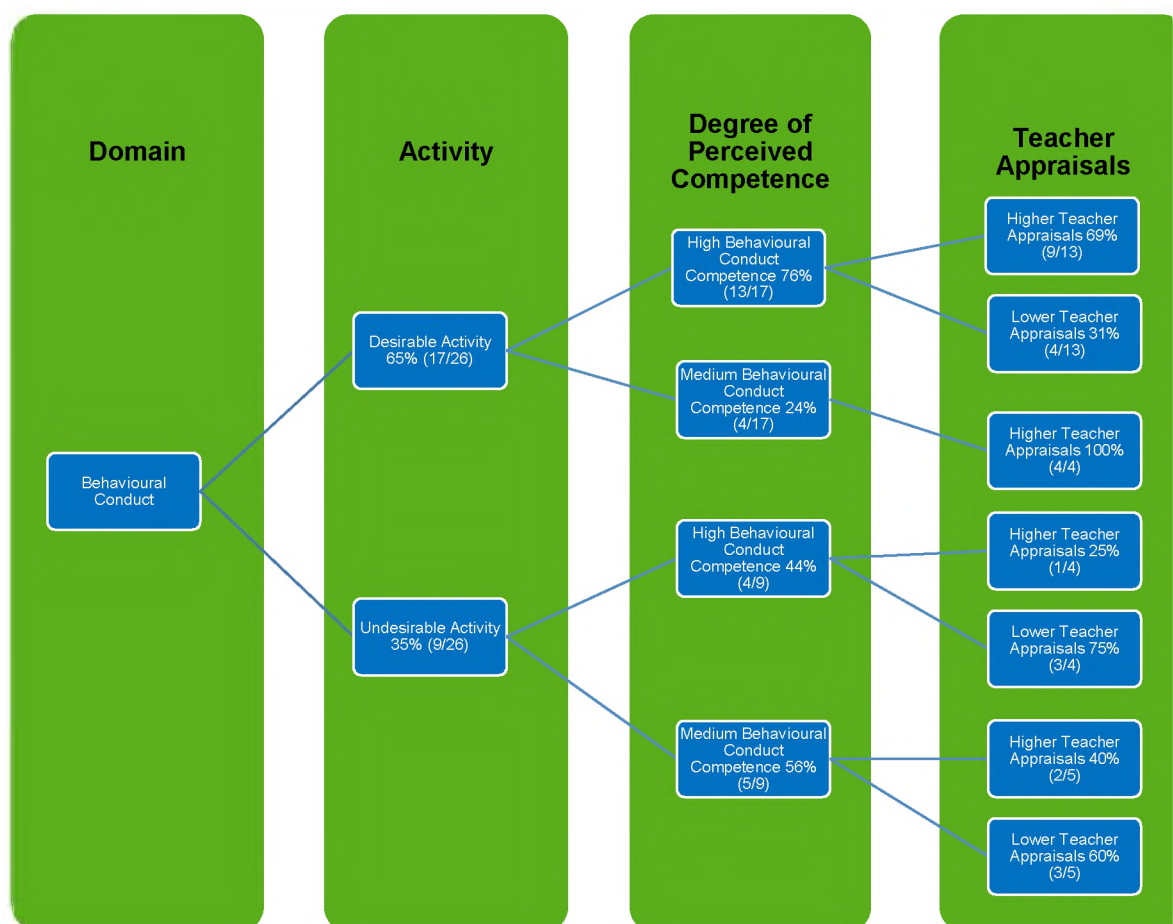 Domain
Activity
Degree of
Perceived
Competence
Teacher
Appraisals
Behavioural
Conduct
Desirable Activity
65% (17/26)
Undesirable Activity
35% (9/26)
High Behavioural
Conduct
Competence 76%
(13/17)
Medium Behavioural
Conduct
Competence 24%
(4/17)
High Behavioural
Conduct
Competence 44%
(4/9)
Medium Behavioural
Conduct
Competence 56%
(5/9)
Higher Teacher
Appraisals 69%
(9/13)
Lower Teacher
Appraisals 31%
(4/13)
Higher Teacher
Appraisals 100%
(4/4)
Higher Teacher
Appraisals 25%
(1/4)
Lower Teacher
Appraisals 75%
(3/4)
Higher Teacher
Appraisals 40%
(2/5)
Lower Teacher
Appraisals 60%
(3/5)